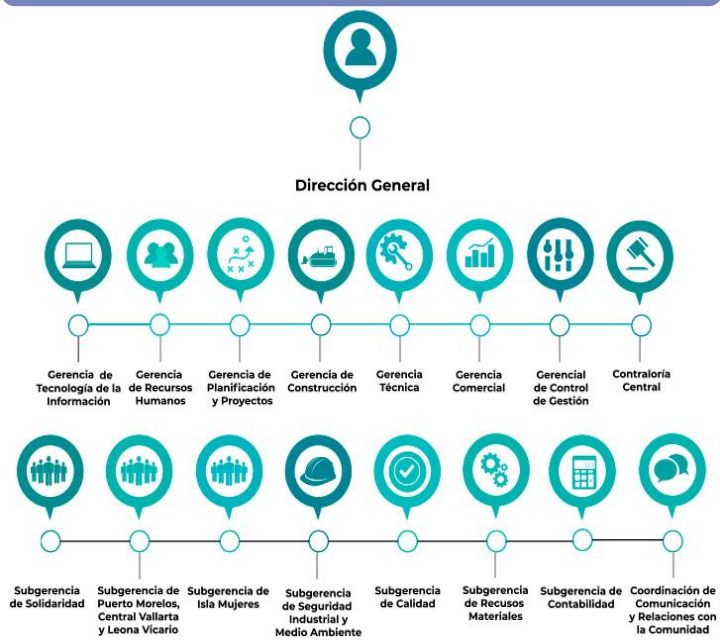 Dirección General
Gerencia de
Tecnología de la
Información
Gerencia
de Recursos
Humanos
Gerencia de
Planificación
y Proyectos
Gerencia de
Construcción
Gerencia
Técnica
Gerencia
Comercial
Gerencial
de Control
de Gestión
Contraloría
Central
Subgerencia
de Solidaridad
Subgerencia de
Puerto Morelos,
Central Vallarta
y Leona Vicario
Subgerencia de
Isla Mujeres
Subgerencia
de Seguridad
Industrial y
Medio Ambiente
Subgerencia
de Calidad
Subgerencia
de Recusos
Materiales
Subgerencia de
Contabilidad
Coordinación de
Comunicación
y Relaciones con
la Comunidad